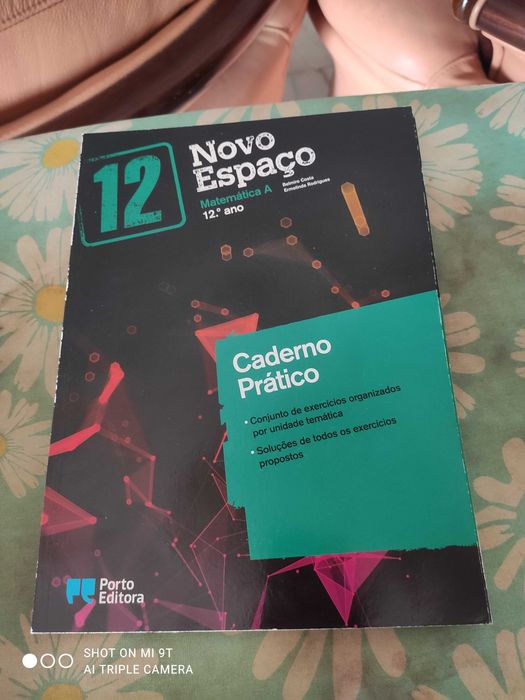 12
Novo
Espaço
Matemática A
12.º ano
Belmiro Costa
Ermelinda Rodrigues
Caderno
Prático
• Conjunto de exercícios organizados
por unidade temática
• Soluções de todos os exercícios
propostos
Porto
Editora
SHOT ON MI 9T
AI TRIPLE CAMERA